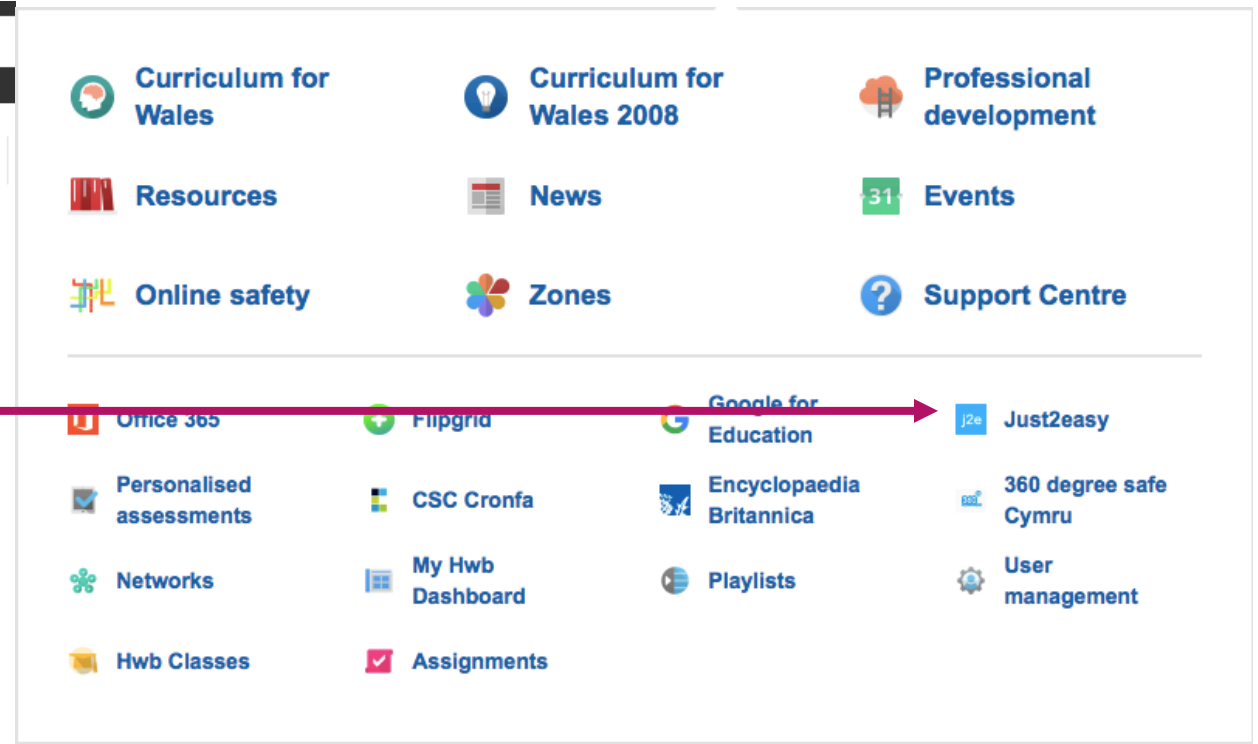 Curriculum for
Wales
Curriculum for
Wales 2008
Professional
development
Resources
News
31
Events
Online safety
Zones
?
Support Centre
Office 365
Flipgrid
Google for
Education
j2e
Just2easy
Personalised
assessments
CSC Cronfa
Encyclopaedia
Britannica
360 degree safe
Cymru
Networks
My Hwb
Dashboard
Playlists
User
management
Hwb Classes
Assignments